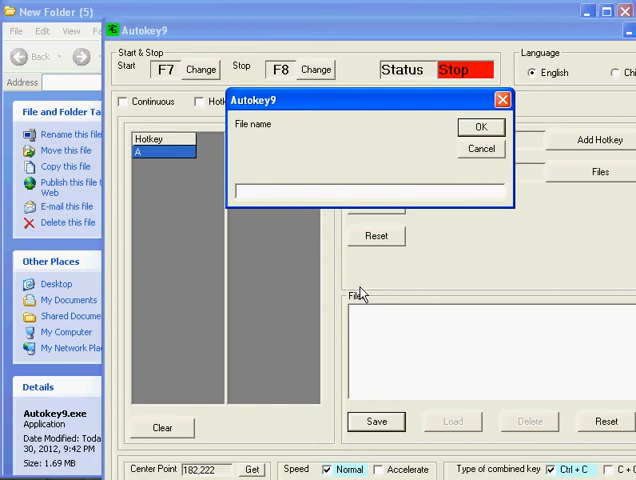 New Folder (5)
File Edit View
Back
Address
File and Folder Ta
Rename this file
Move this file
Copy this file
Publish this file t
Web
E-mail this file
Delete this file
Other Places
Desktop
My Documents
Shared Docume
My Computer
My Network Pla
Details
Autokey9.exe
Application
Date Modified: Toda
30, 2012, 9:42 PM
Size: 1.69 MB
Autokey9
Start & Stop
Start F7 Change Stop F8 Change
Status Stop
Language
English Chi
Continuous
Hot
Hotkey
A
Clear
Autokey9
File name
OK
Cancel
Add Hotkey
Files
Reset
File
Save Load Delete Reset
Center Point 182,222 Get Speed Normal Accelerate Type of combined key Ctrl + C C + C